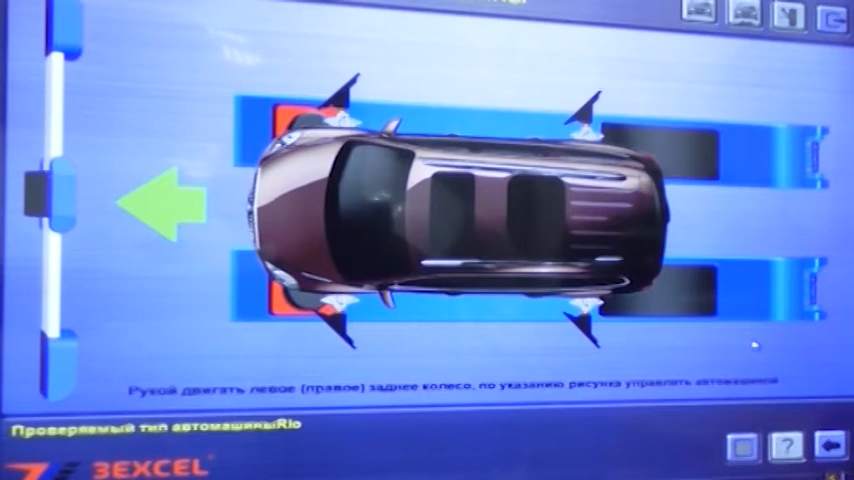 Рукой двигать левое (правое) заднее колесо, по указанию рисунка управлять автомашиной
Проверяемый тип автомашиныRio
3EXCEL
?